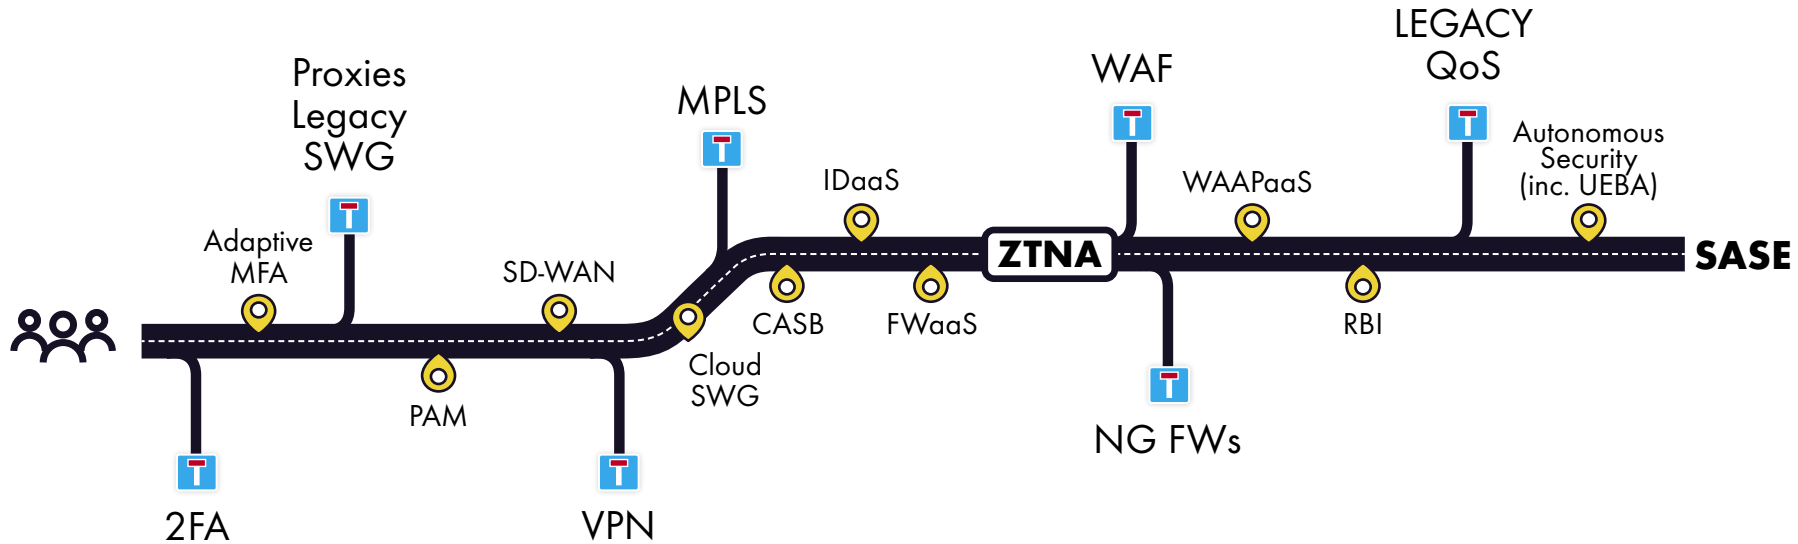 LEGACY
QoS
WAF
Proxies
Legacy
SWG
MPLS
Autonomous
Security
(inc. UEBA)
IDaaS
WAAPaaS
Adaptive
MFA
SD-WAN
ZTNA
SASE
CASB
FWaaS
RBI
Cloud
SWG
PAM
NG FWs
2FA
VPN